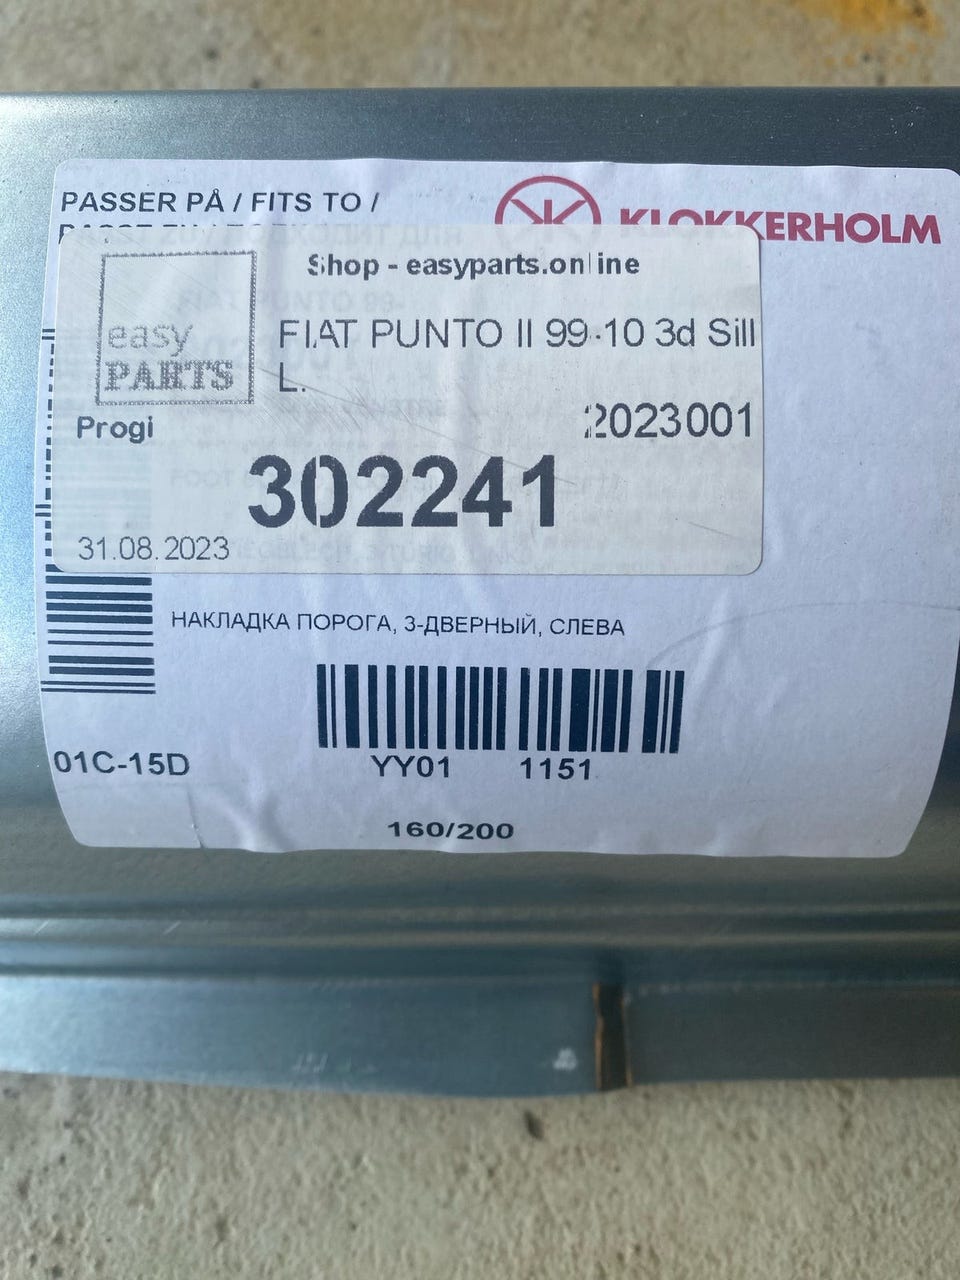 PASSER PÅ / FITS TO /
KLOKKERHOLM
Shop - easyparts.online
easy
PARTS
FIAT PUNTO II 99-10 3d Sill
L.
Progi
2023001
302241
31.08.2023
НАКЛАДКА ПОРОГА, 3-ДВЕРНЫЙ, СЛЕВА
01C-15D
YY01 1151
160/200